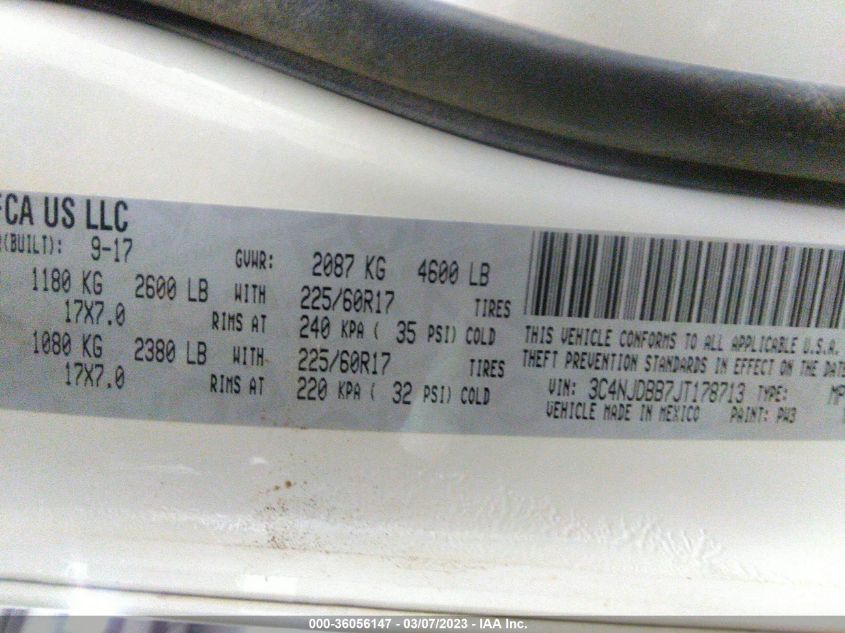 FCA US LLC
(BUILT): 9-17 GVWR: 2087 KG 4600 LB
1180 KG 2600 LB WITH 225/60R17 TIRES
17X7.0 RIMS AT 240 KPA ( 35 PSI) COLD
1080 KG 2380 LB WITH 225/60R17 TIRES
17X7.0 RIMS AT 220 KPA ( 32 PSI) COLD
THIS VEHICLE CONFORMS TO ALL APPLICABLE U.S.A.
THEFT PREVENTION STANDARDS IN EFFECT ON THE DATE
VIN: 3C4NJDBB7JT178713 TYPE: MP
VEHICLE MADE IN MEXICO PAINT: PW3
000-36056147 - 03/07/2023 - IAA Inc.